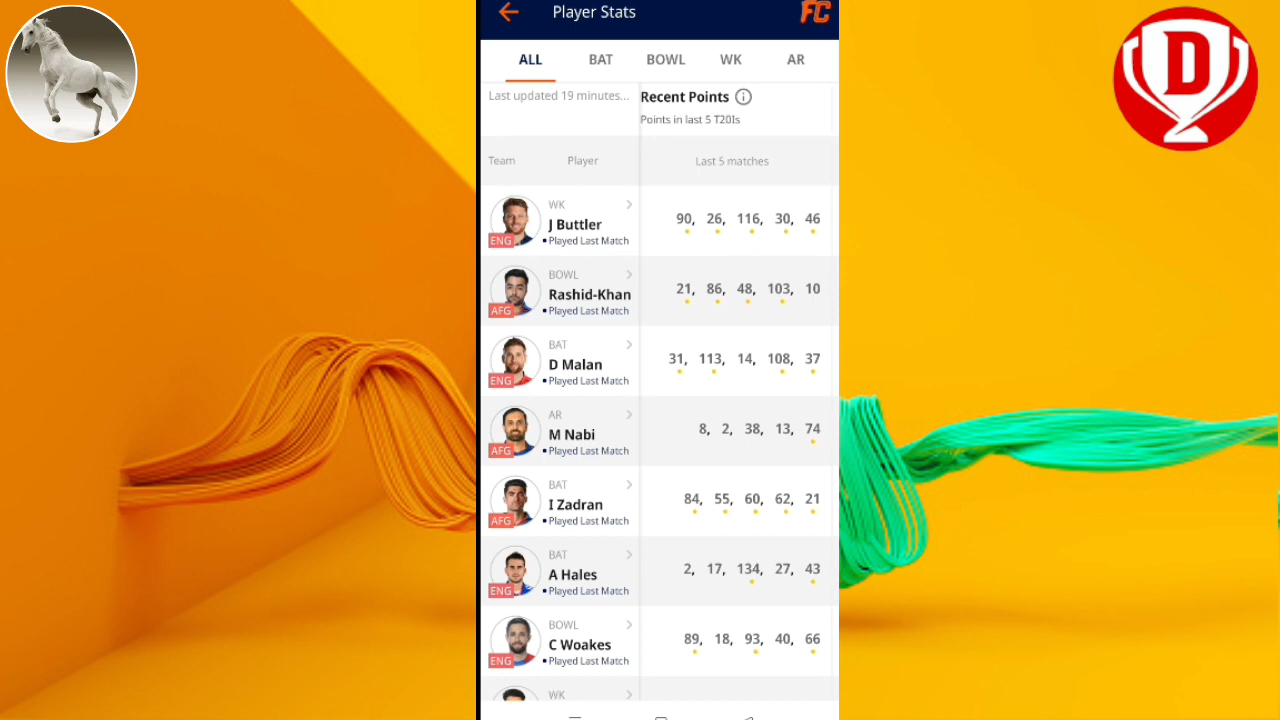 Player Stats
FC
ALL BAT BOWL WK AR
Last updated 19 minutes...
Recent Points
Points in last 5 T20Is
Team Player Last 5 matches
WK
J Buttler
ENG
Played Last Match
90, 26, 116, 30, 46
BOWL
Rashid-Khan
AFG
Played Last Match
21, 86, 48, 103, 10
BAT
D Malan
ENG
Played Last Match
31, 113, 14, 108, 37
AR
M Nabi
AFG
Played Last Match
8, 2, 38, 13, 74
BAT
I Zadran
AFG
Played Last Match
84, 55, 60, 62, 21
BAT
A Hales
ENG
Played Last Match
2, 17, 134, 27, 43
BOWL
C Woakes
ENG
Played Last Match
89, 18, 93, 40, 66
WK
D